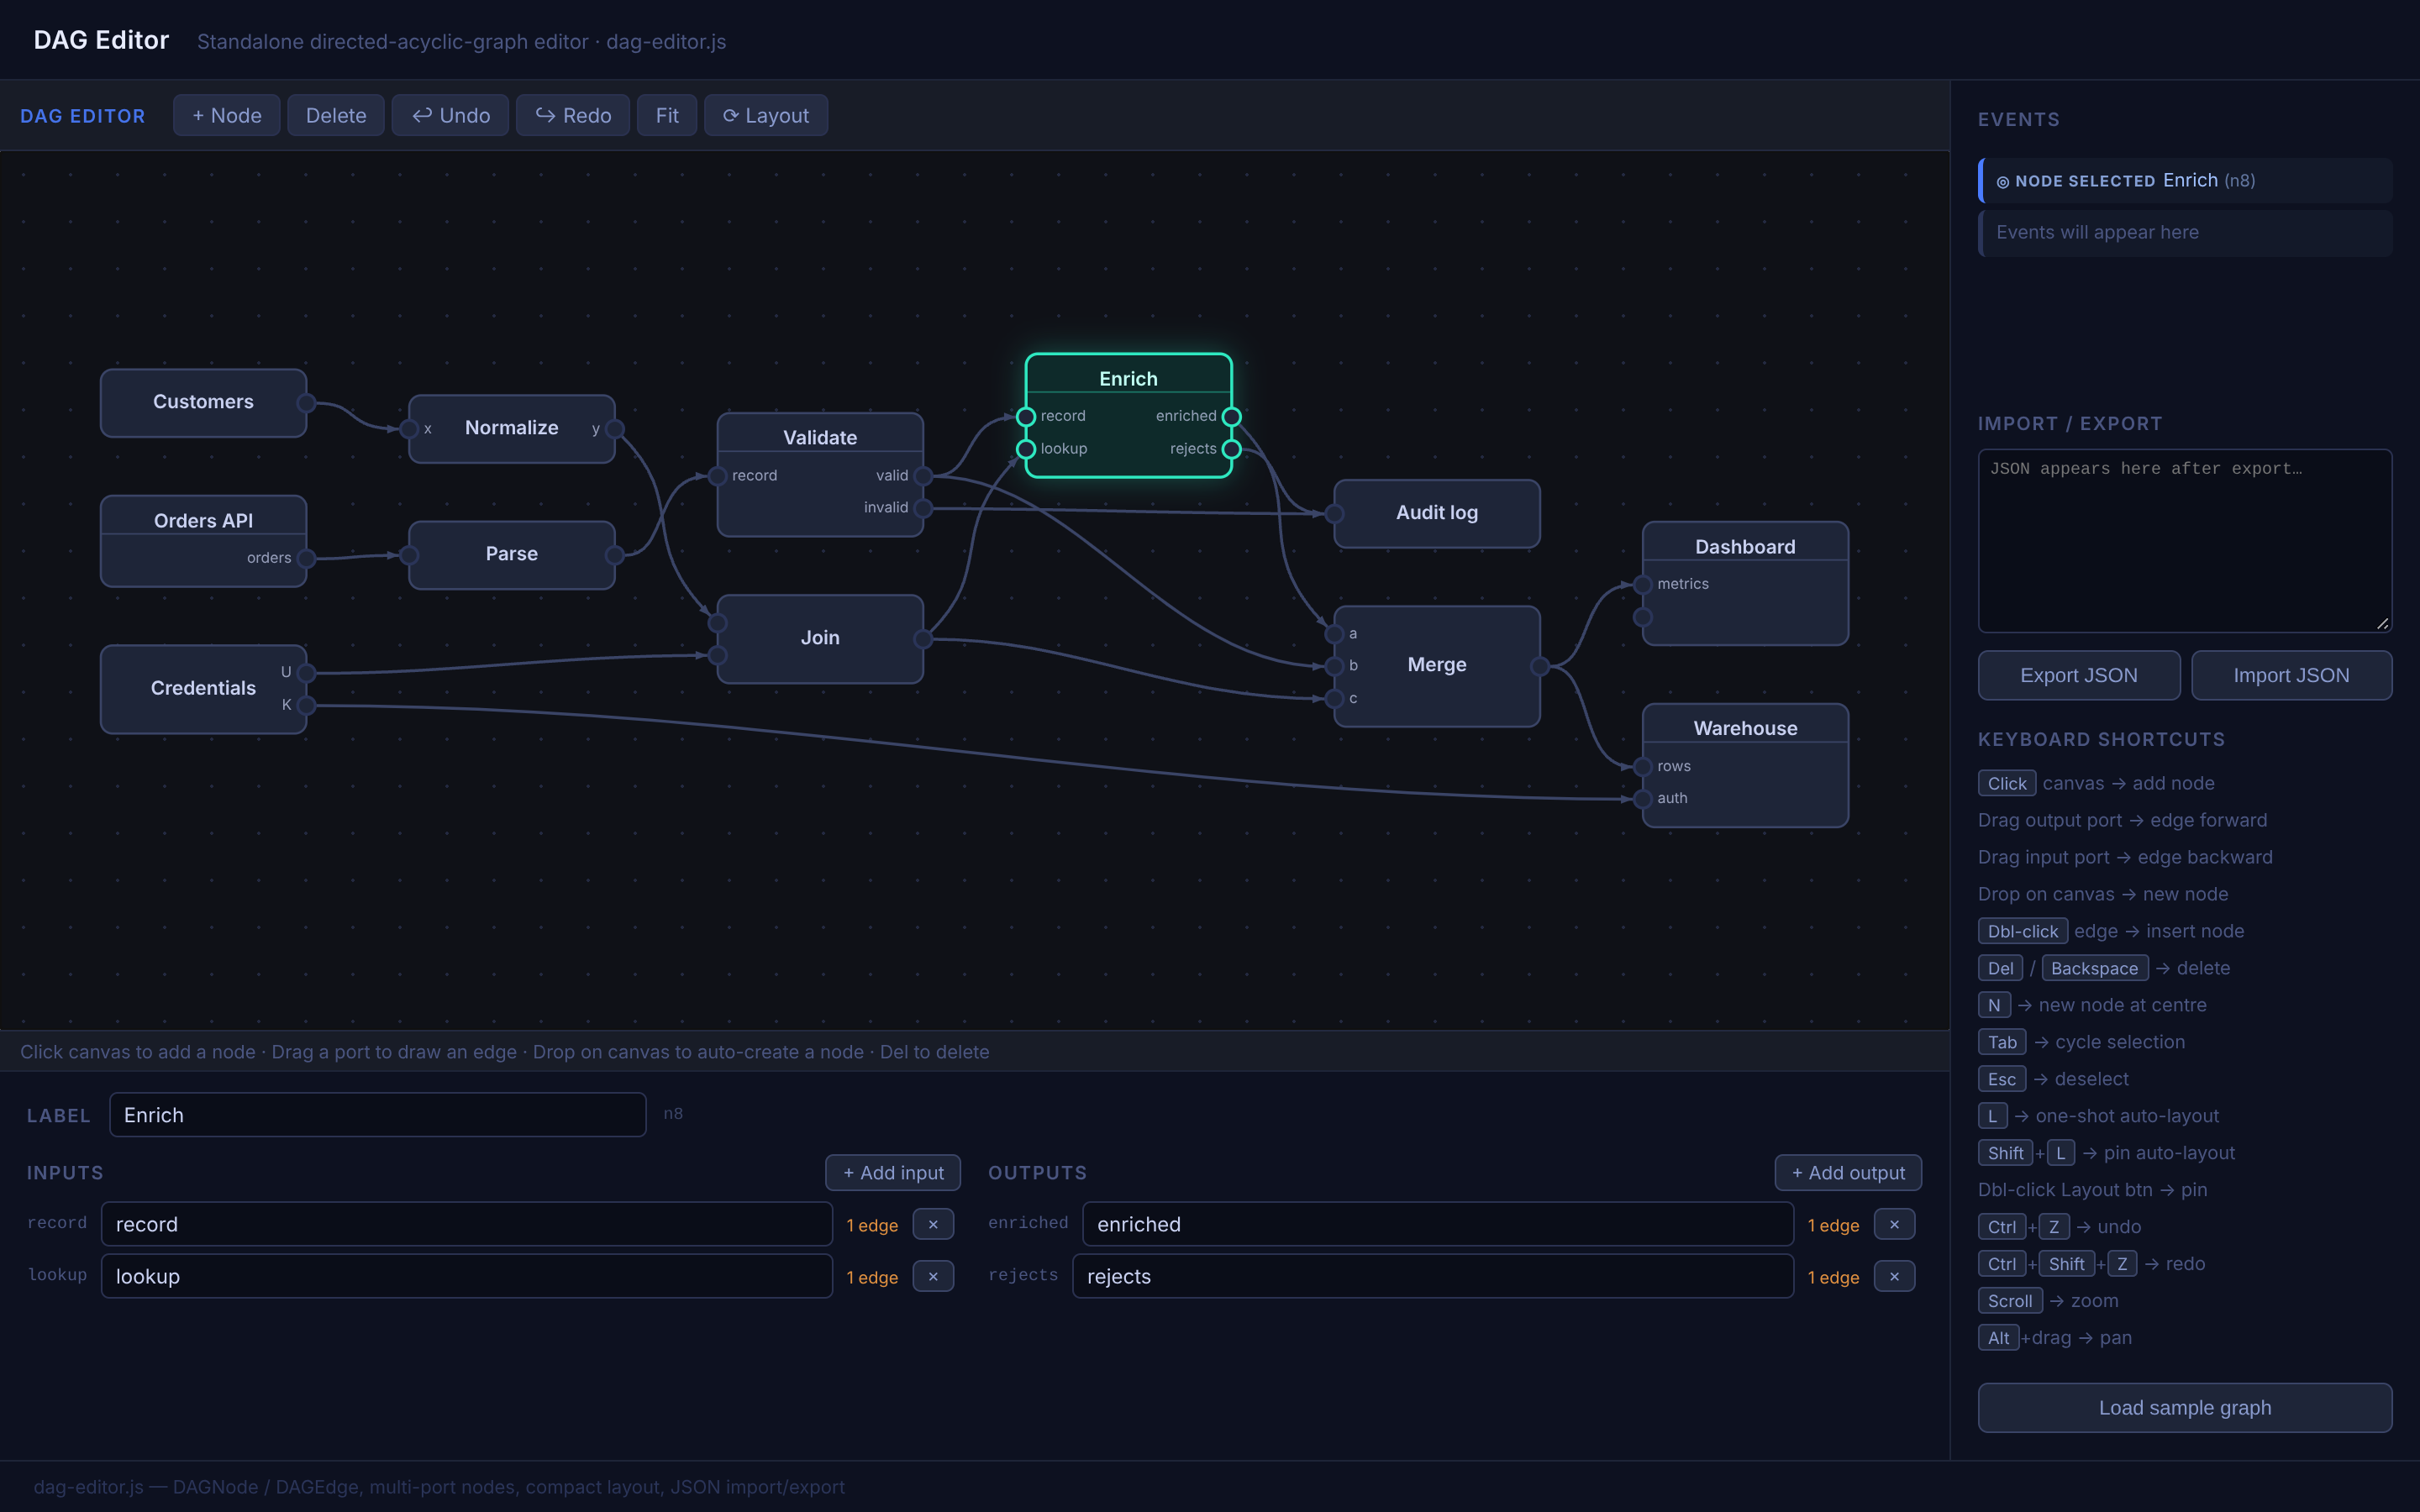 DAG Editor
Standalone directed-acyclic-graph editor · dag-editor.js
DAG EDITOR
+ Node
Delete
↩ Undo
↪ Redo
Fit
⟳ Layout
Customers
x Normalize y
Orders API
orders
Parse
Credentials
U
K
Validate
record valid
invalid
Join
Enrich
record enriched
lookup rejects
Audit log
Merge
a
b
c
Dashboard
metrics
Warehouse
rows
auth
Click canvas to add a node · Drag a port to draw an edge · Drop on canvas to auto-create a node · Del to delete
LABEL Enrich n8
INPUTS + Add input
record record 1 edge ×
lookup lookup 1 edge ×
OUTPUTS + Add output
enriched enriched 1 edge ×
rejects rejects 1 edge ×
EVENTS
◎ NODE SELECTED Enrich (n8)
Events will appear here
IMPORT / EXPORT
JSON appears here after export…
Export JSON
Import JSON
KEYBOARD SHORTCUTS
Click canvas → add node
Drag output port → edge forward
Drag input port → edge backward
Drop on canvas → new node
Dbl-click edge → insert node
Del / Backspace → delete
N → new node at centre
Tab → cycle selection
Esc → deselect
L → one-shot auto-layout
Shift+L → pin auto-layout
Dbl-click Layout btn → pin
Ctrl+Z → undo
Ctrl+Shift+Z → redo
Scroll → zoom
Alt+drag → pan
Load sample graph
dag-editor.js — DAGNode / DAGEdge, multi-port nodes, compact layout, JSON import/export